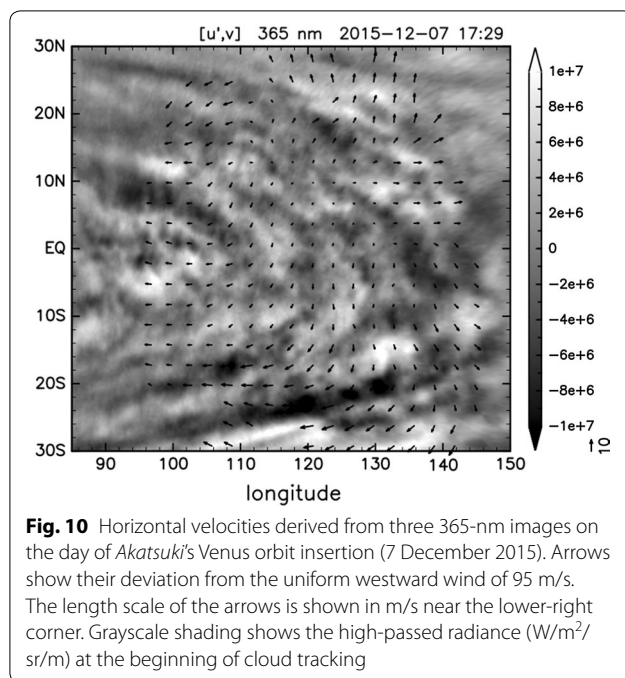 [u',v] 365 nm 2015-12-07 17:29
30N
20N
10N
EQ
10S
20S
30S
90 100 110 120 130 140 150
longitude
1e+7
8e+6
6e+6
4e+6
2e+6
0
−2e+6
−4e+6
−6e+6
−8e+6
−1e+7
10
Fig. 10 Horizontal velocities derived from three 365-nm images on
the day of Akatsuki's Venus orbit insertion (7 December 2015). Arrows
show their deviation from the uniform westward wind of 95 m/s.
The length scale of the arrows is shown in m/s near the lower-right
corner. Grayscale shading shows the high-passed radiance (W/m²/
sr/m) at the beginning of cloud tracking